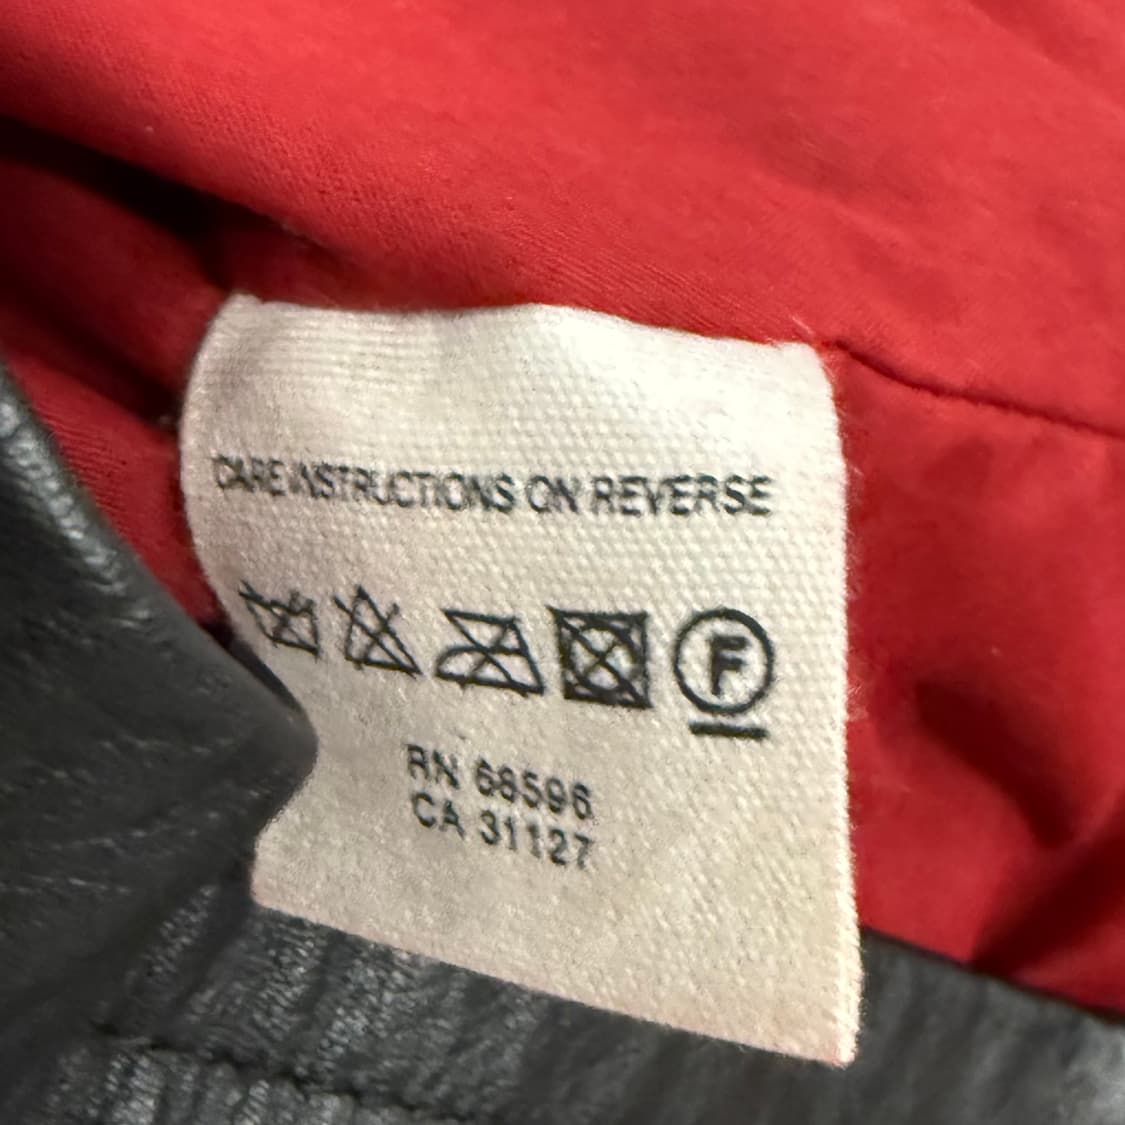 CARE INSTRUCTIONS ON REVERSE
F
RN 68596
CA 31127